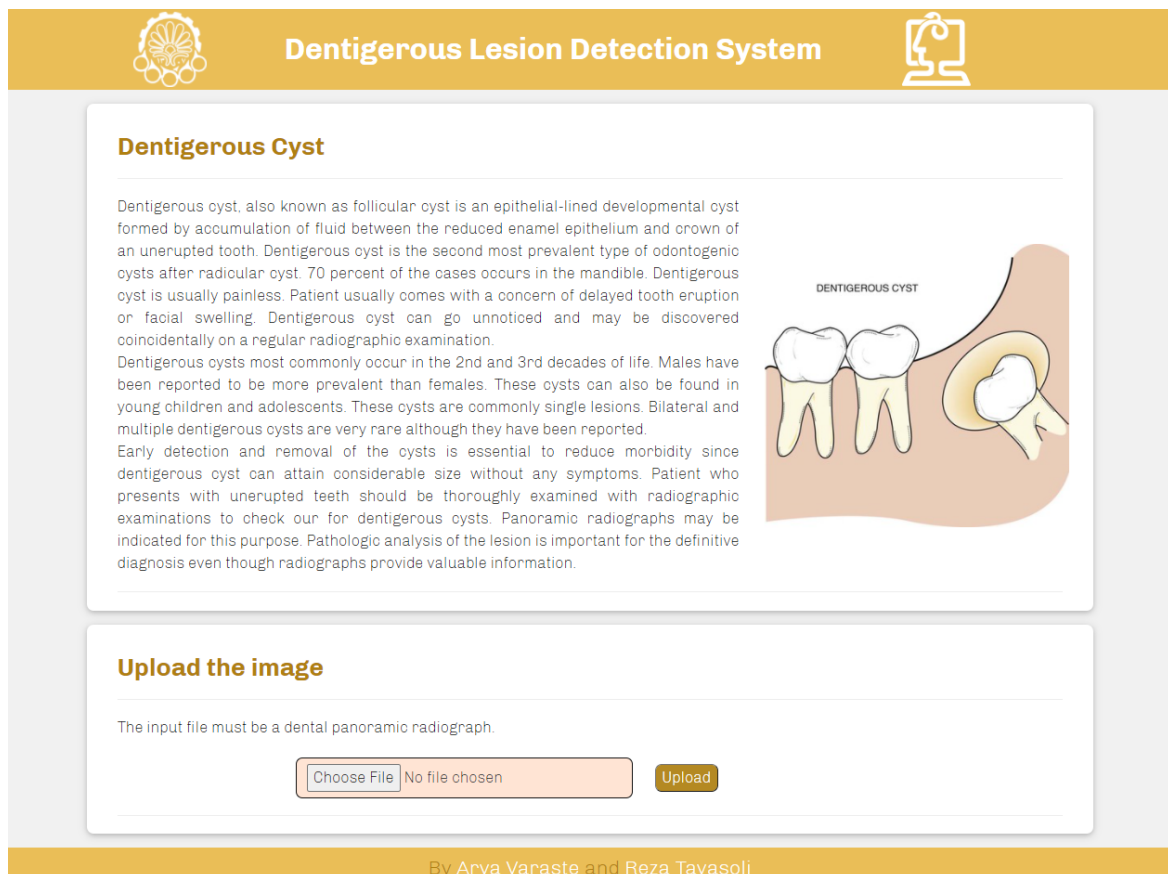 Dentigerous Lesion Detection System
Dentigerous Cyst
Dentigerous cyst, also known as follicular cyst is an epithelial-lined developmental cyst
formed by accumulation of fluid between the reduced enamel epithelium and crown of
an unerupted tooth. Dentigerous cyst is the second most prevalent type of odontogenic
cysts after radicular cyst. 70 percent of the cases occurs in the mandible. Dentigerous
cyst is usually painless. Patient usually comes with a concern of delayed tooth eruption
or facial swelling. Dentigerous cyst can go unnoticed and may be discovered
coincidentally on a regular radiographic examination.
Dentigerous cysts most commonly occur in the 2nd and 3rd decades of life. Males have
been reported to be more prevalent than females. These cysts can also be found in
young children and adolescents. These cysts are commonly single lesions. Bilateral and
multiple dentigerous cysts are very rare although they have been reported.
Early detection and removal of the cysts is essential to reduce morbidity since
dentigerous cyst can attain considerable size without any symptoms. Patient who
presents with unerupted teeth should be thoroughly examined with radiographic
examinations to check our for dentigerous cysts. Panoramic radiographs may be
indicated for this purpose. Pathologic analysis of the lesion is important for the definitive
diagnosis even though radiographs provide valuable information.
DENTIGEROUS CYST
Upload the image
The input file must be a dental panoramic radiograph.
Choose File No file chosen Upload
By Arya Varaste and Reza Tavasoli